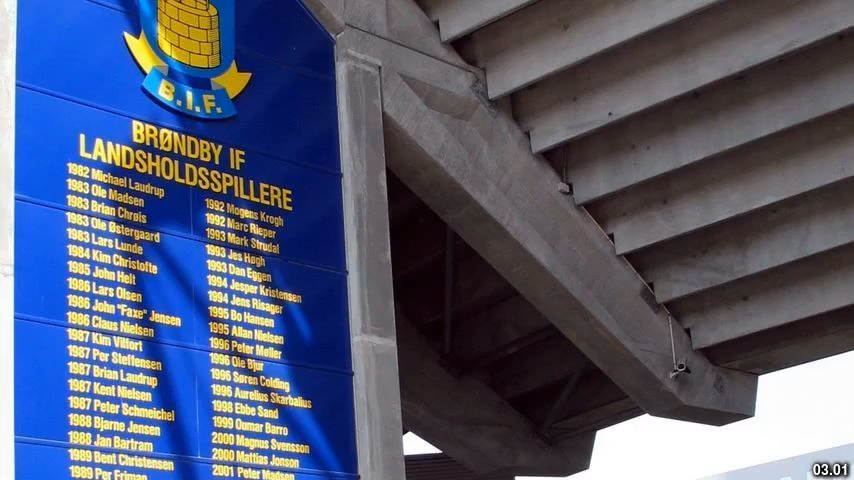 B.I.F.
BRØNDBY IF
LANDSHOLDSSPILLERE
1982 Michael Laudrup
1983 Ole Madsen
1983 Brian Chrøis
1983 Ole Østergaard
1983 Lars Lunde
1984 Kim Christofte
1985 John Helt
1986 Lars Olsen
1986 John "Faxe" Jensen
1986 Claus Nielsen
1987 Kim Vilfort
1987 Per Steffensen
1987 Brian Laudrup
1987 Kent Nielsen
1987 Peter Schmeichel
1988 Bjarne Jensen
1988 Jan Bartram
1989 Bent Christensen
1989 Per Friman
1992 Mogens Krogh
1992 Marc Rieper
1993 Mark Strudal
1993 Jes Høgh
1993 Dan Eggen
1994 Jesper Kristensen
1994 Jens Risager
1995 Bo Hansen
1995 Allan Nielsen
1996 Peter Møller
1996 Ole Bjur
1996 Søren Colding
1996 Aurelius Skarbalius
1998 Ebbe Sand
1999 Oumar Barro
2000 Magnus Svensson
2000 Mattias Jonson
2001 Peter Madsen
03.01